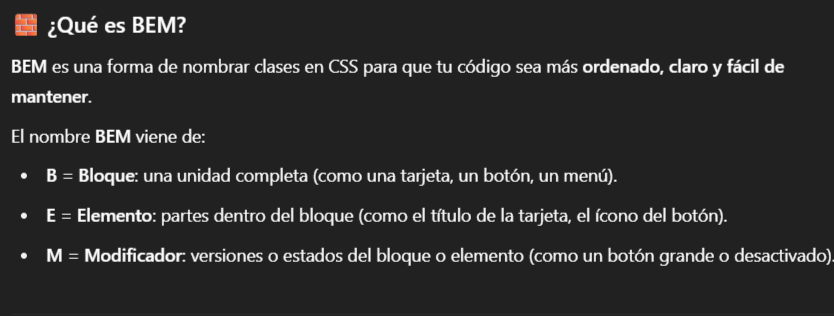 🧱 ¿Qué es BEM?
BEM es una forma de nombrar clases en CSS para que tu código sea más ordenado, claro y fácil de
mantener.
El nombre BEM viene de:
• B = Bloque: una unidad completa (como una tarjeta, un botón, un menú).
• E = Elemento: partes dentro del bloque (como el título de la tarjeta, el ícono del botón).
• M = Modificador: versiones o estados del bloque o elemento (como un botón grande o desactivado).